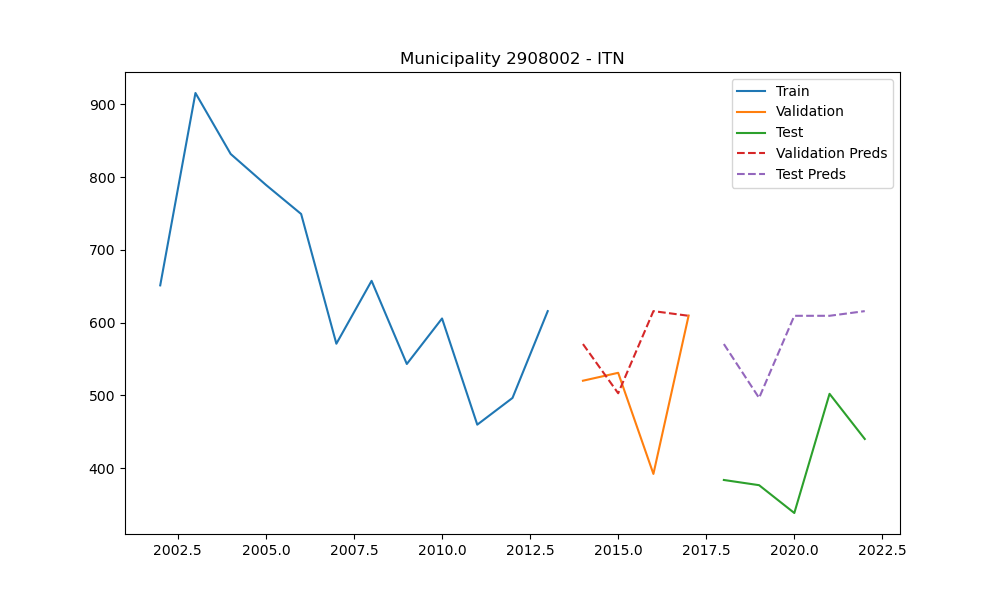 Municipality 2908002 - ITN
Train
Validation
Test
Validation Preds
Test Preds
900
800
700
600
500
400
2002.5 2005.0 2007.5 2010.0 2012.5 2015.0 2017.5 2020.0 2022.5